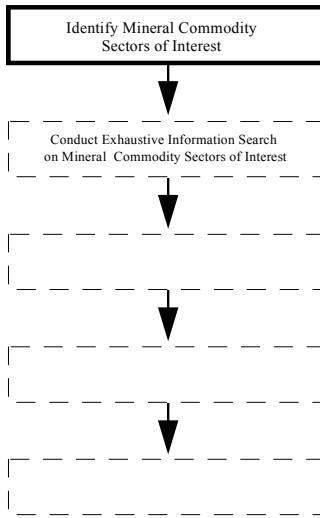 Identify Mineral Commodity
Sectors of Interest
Conduct Exhaustive Information Search
on Mineral Commodity Sectors of Interest